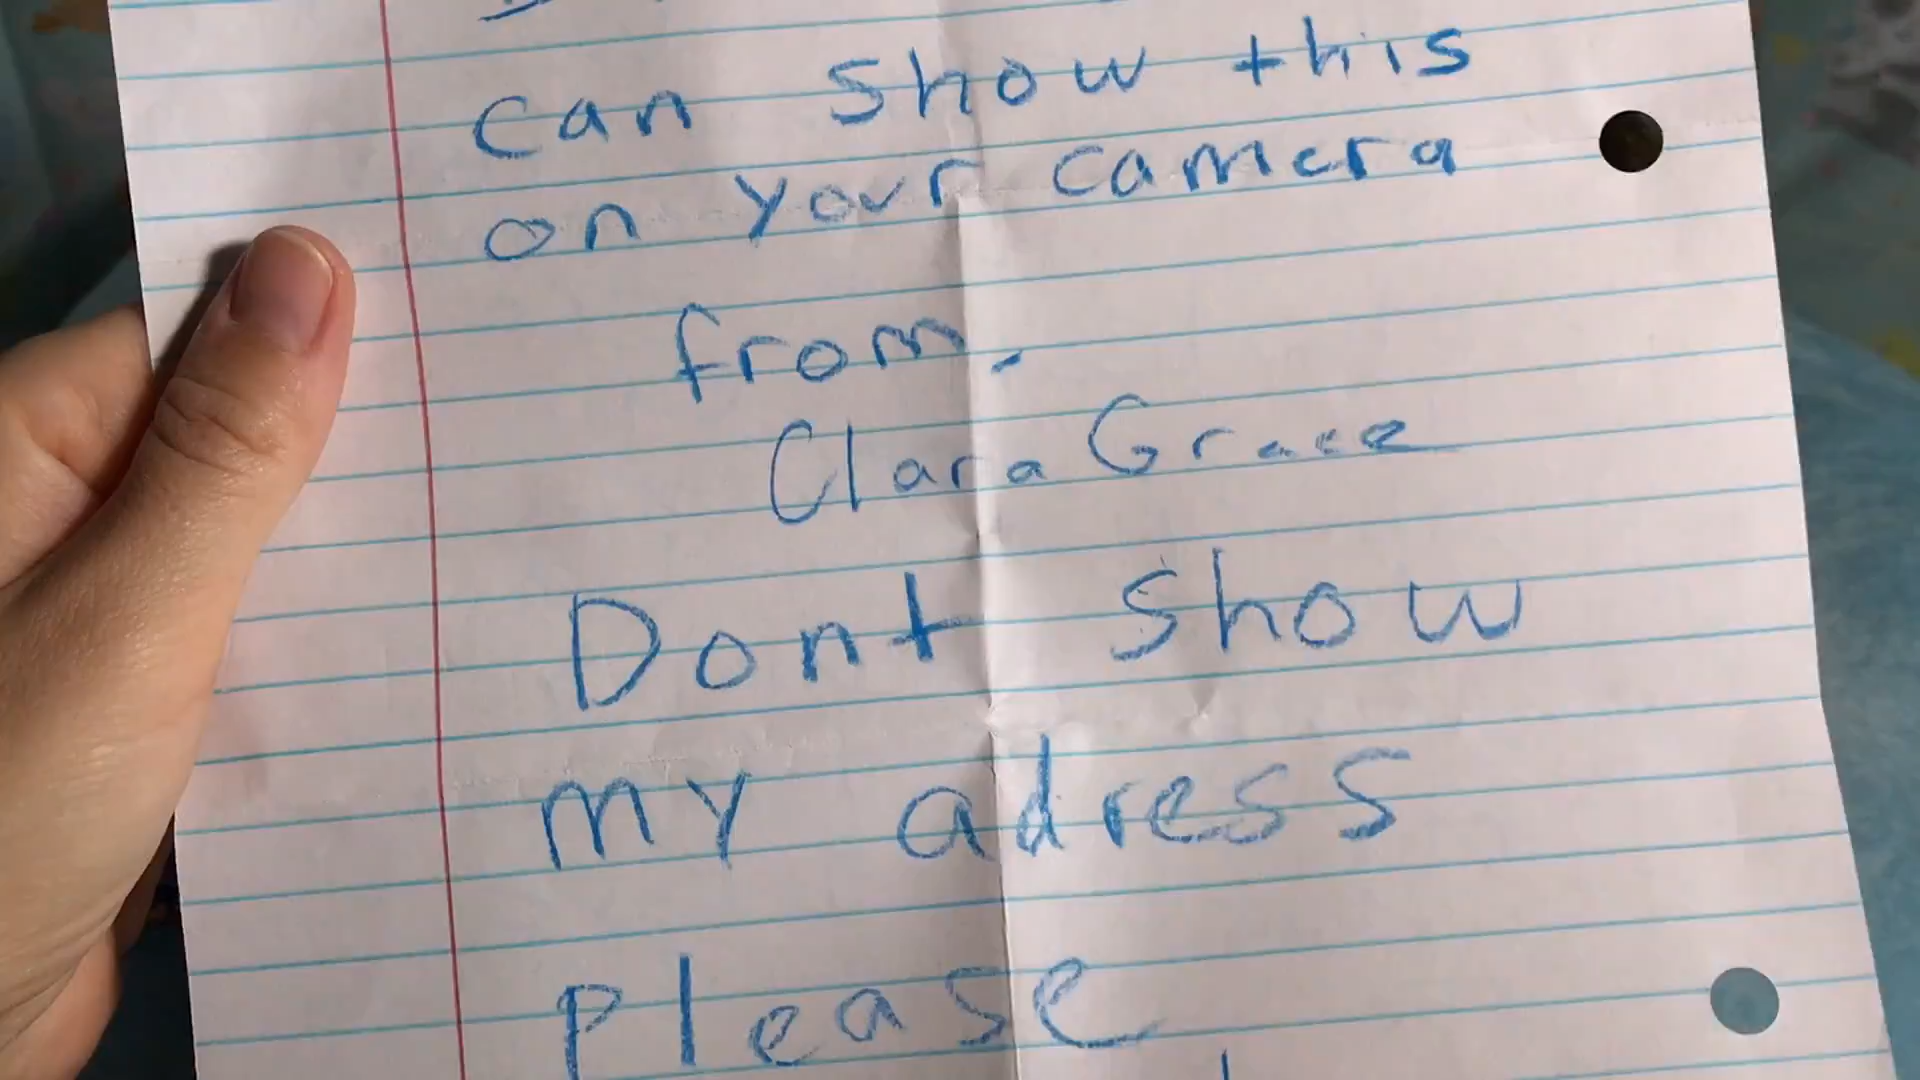 can show this
on your camera
from,
Clara Grace
Dont show
my adress
please